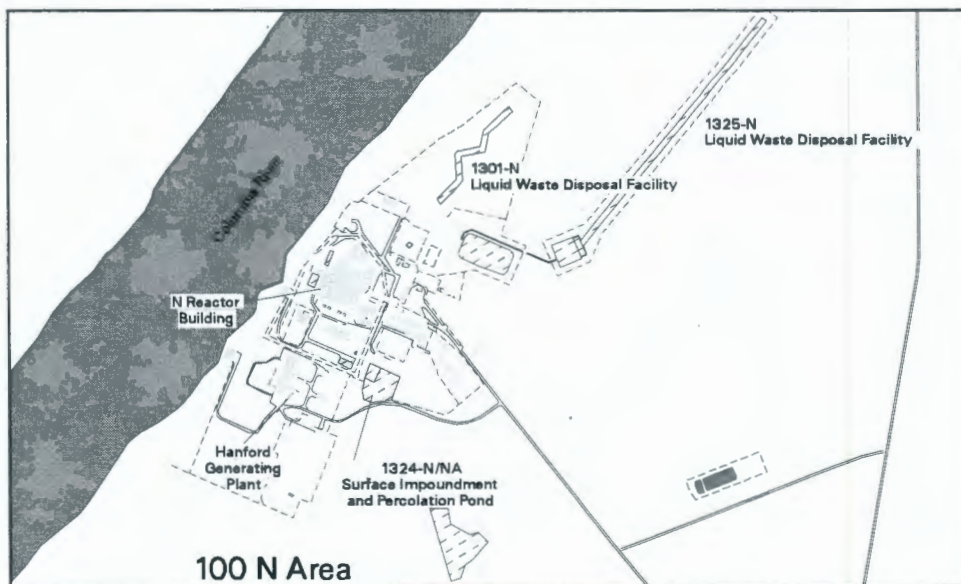 1325-N
Liquid Waste Disposal Facility
1301-N
Liquid Waste Disposal Facility
Columbia River
N Reactor
Building
Hanford
Generating
Plant
1324-N/NA
Surface Impoundment
and Percolation Pond
100 N Area